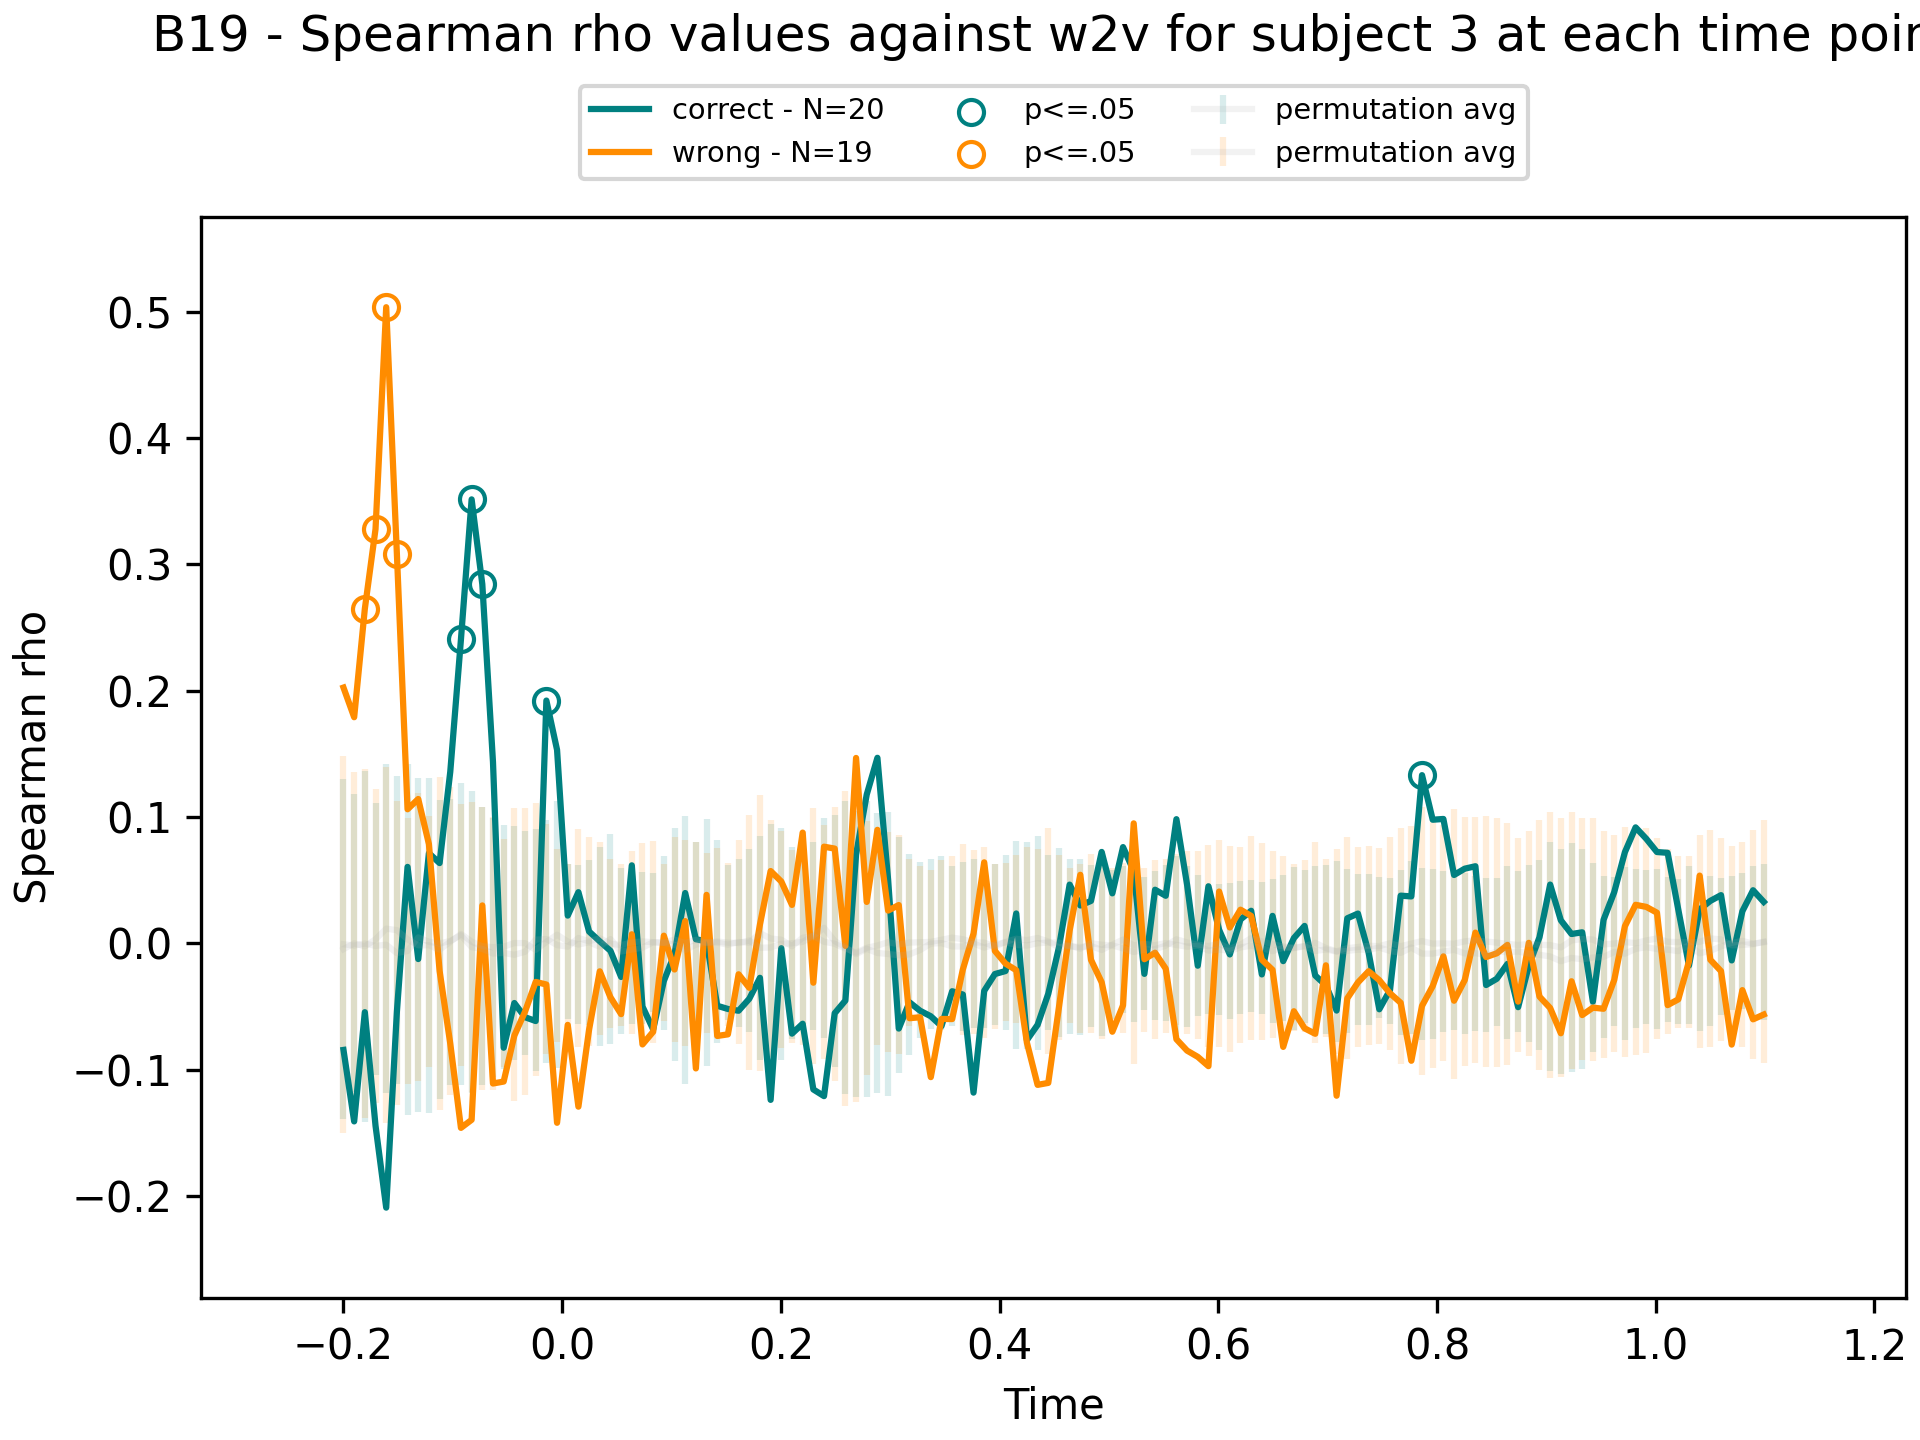 B19 - Spearman rho values against w2v for subject 3 at each time poin
correct - N=20
wrong - N=19
p<=.05
p<=.05
permutation avg
permutation avg
0.5
0.4
0.3
0.2
0.1
0.0
−0.1
−0.2
Spearman rho
−0.2 0.0 0.2 0.4 0.6 0.8 1.0 1.2
Time